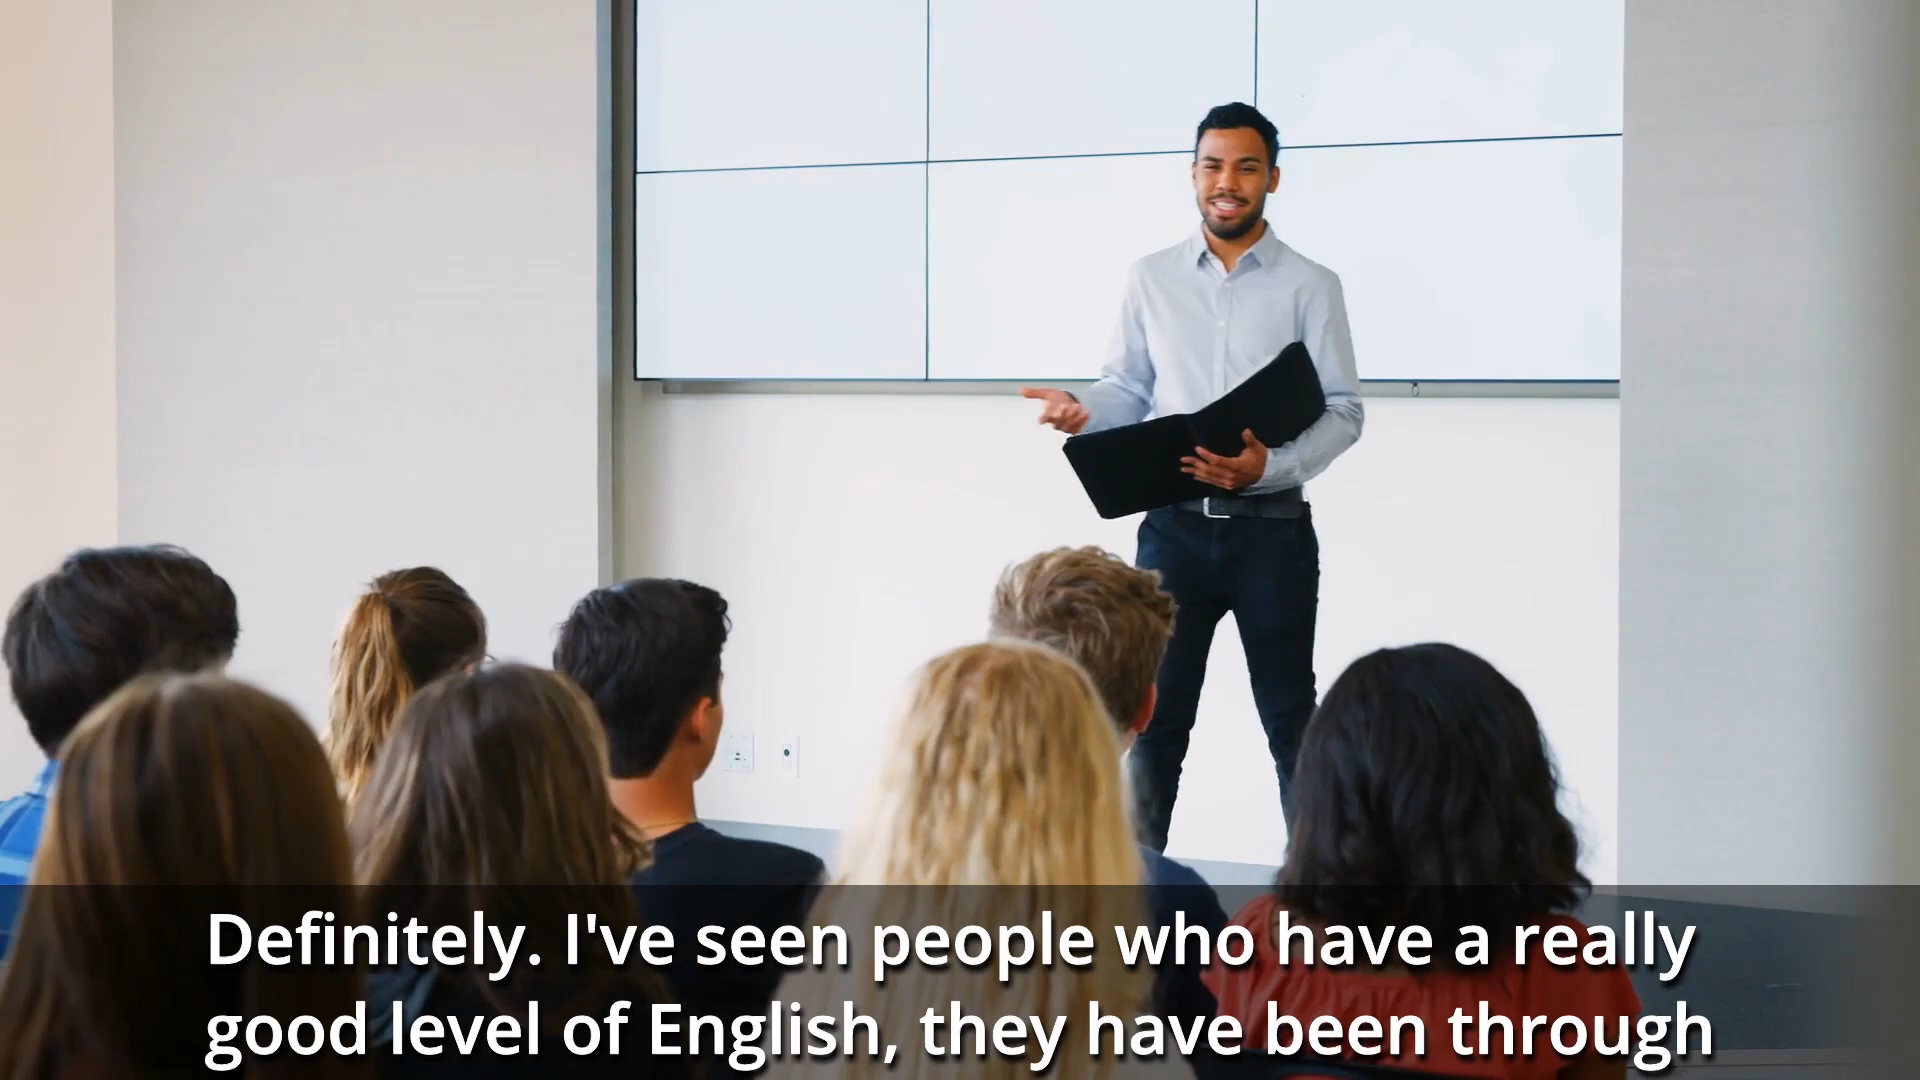 Definitely. I've seen people who have a really
good level of English, they have been through